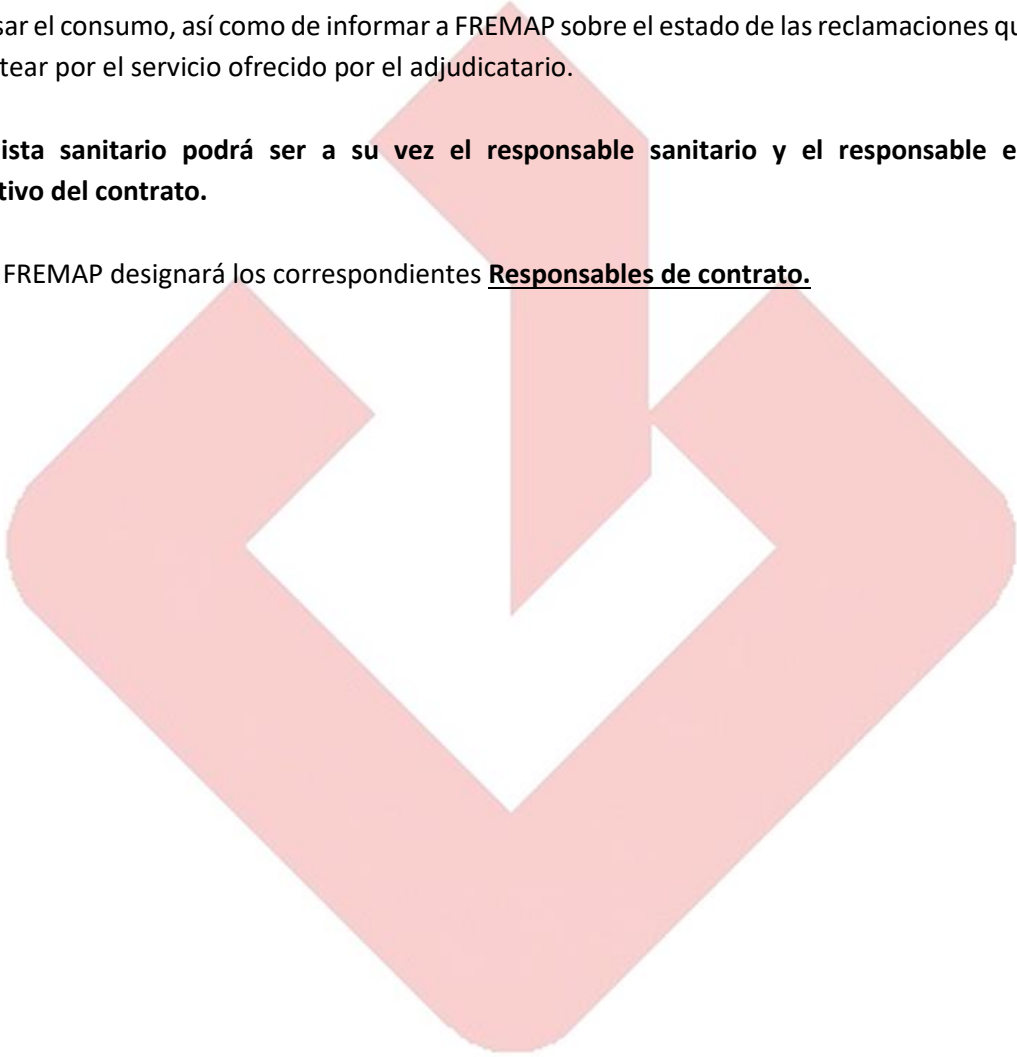 sar el consumo, así como de informar a FREMAP sobre el estado de las reclamaciones qu
tear por el servicio ofrecido por el adjudicatario.
ista sanitario podrá ser a su vez el responsable sanitario y el responsable e
tivo del contrato.
FREMAP designará los correspondientes Responsables de contrato.